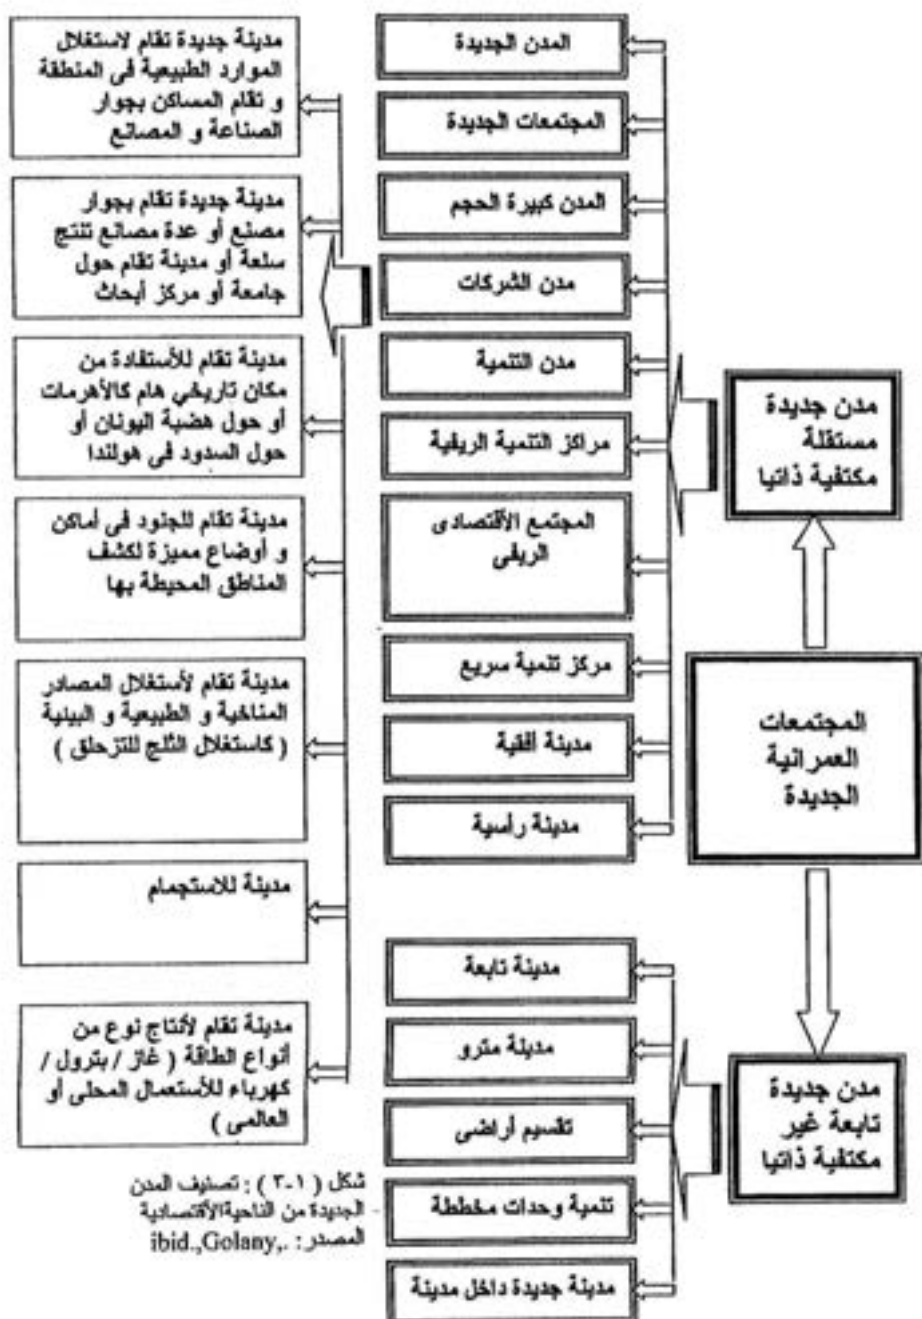 المجتمعات
العمرانية
الجديدة
مدن جديدة
مستقلة
مكتفية ذاتيا
المدن الجديدة
المجتمعات الجديدة
المدن كبيرة الحجم
مدن الشركات
مدن التنمية
مراكز التنمية الريفية
المجتمع الأقتصادى
الريفى
مركز تنمية سريع
مدينة أفقية
مدينة رأسية
مدينة جديدة تقام لاستغلال
الموارد الطبيعية فى المنطقة
و تقام المساكن بجوار
الصناعة و المصانع
مدينة جديدة تقام بجوار
مصنع أو عدة مصانع تنتج
سلعة أو مدينة تقام حول
جامعة أو مركز أبحاث
مدينة تقام للأستفادة من
مكان تاريخي هام كالأهرمات
أو حول هضبة اليونان أو
حول السدود فى هولندا
مدينة تقام للجنود فى أماكن
و أوضاع مميزة لكشف
المناطق المحيطة بها
مدينة تقام لأستغلال المصادر
المناخية و الطبيعية و البيئية
( كاستغلال الثلج للتزحلق )
مدينة للاستجمام
مدينة تقام لأنتاج نوع من
أنواع الطاقة ( غاز / بترول /
كهرباء للأستعمال المحلى أو
العالمى )
مدن جديدة
تابعة غير
مكتفية ذاتيا
مدينة تابعة
مدينة مترو
تقسيم أراضى
تنمية وحدات مخططة
مدينة جديدة داخل مدينة
شكل ( ١-٣ ) : تصنيف المدن
الجديدة من الناحية الأقتصادية
المصدر : .,ibid.,Golany